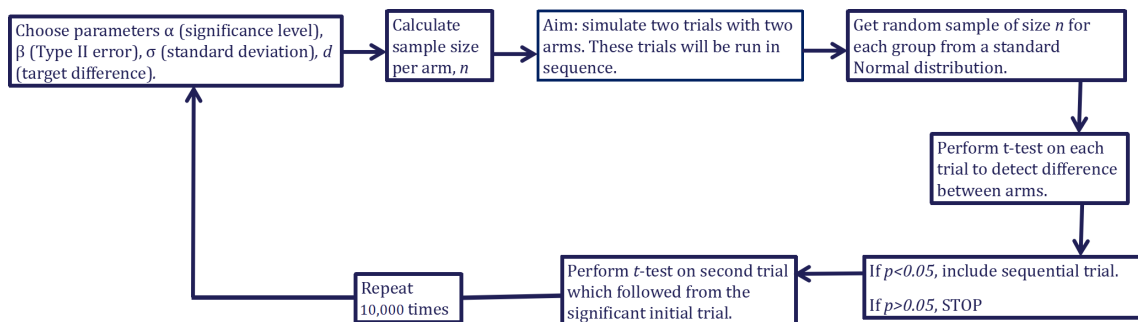 Choose parameters α (significance level),
β (Type II error), σ (standard deviation), d
(target difference).
Calculate
sample size
per arm, n
Aim: simulate two trials with two
arms. These trials will be run in
sequence.
Get random sample of size n for
each group from a standard
Normal distribution.
Perform t-test on each
trial to detect difference
between arms.
If p<0.05, include sequential trial.
If p>0.05, STOP
Perform t-test on second trial
which followed from the
significant initial trial.
Repeat
10,000 times